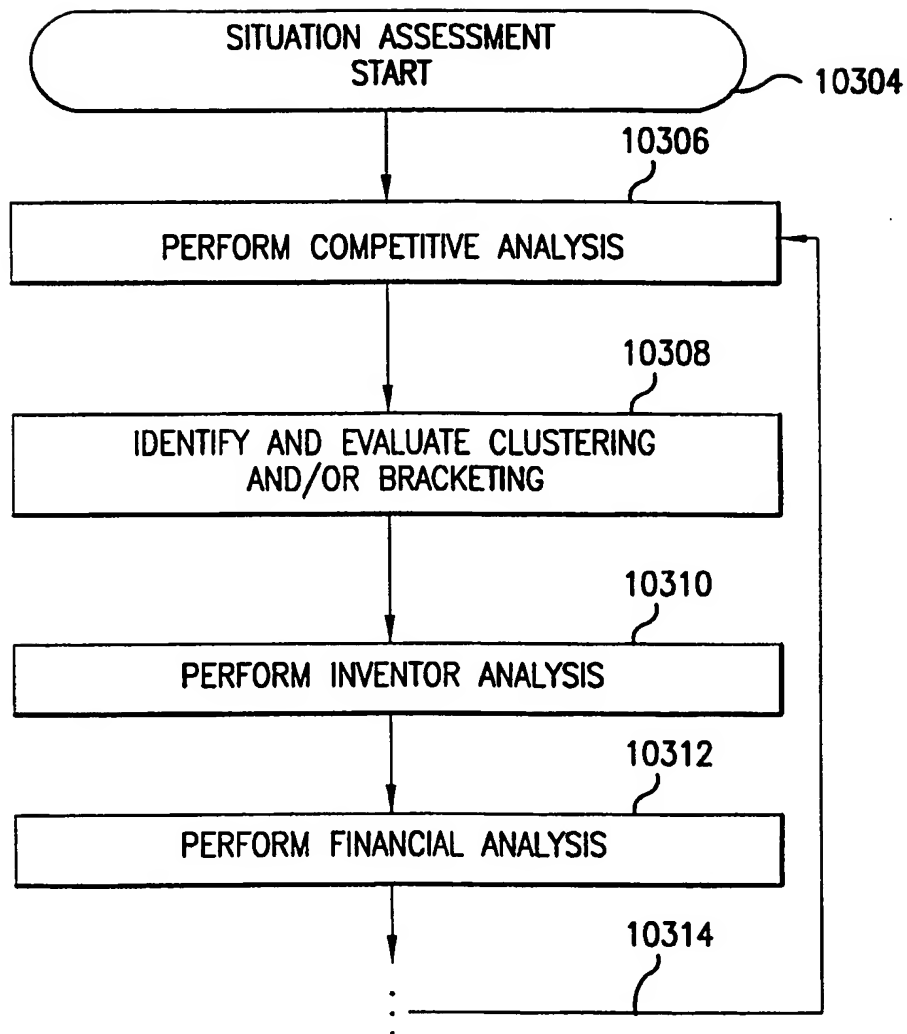 SITUATION ASSESSMENT
START
10304
10306
PERFORM COMPETITIVE ANALYSIS
10308
IDENTIFY AND EVALUATE CLUSTERING
AND/OR BRACKETING
10310
PERFORM INVENTOR ANALYSIS
10312
PERFORM FINANCIAL ANALYSIS
10314